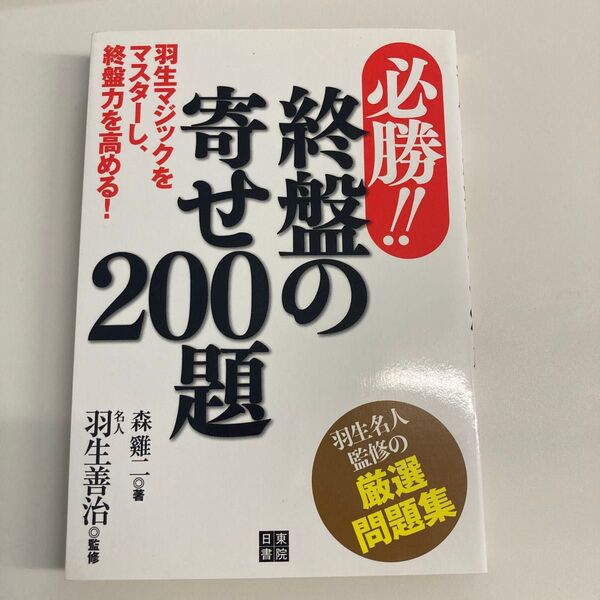 必勝!!
終盤の
寄せ
200題
羽生マジックを
マスターし、
終盤力を高める!
森雞二◎著
名人
羽生善治◎監修
羽生名人
監修の
厳選
問題集
日東書院